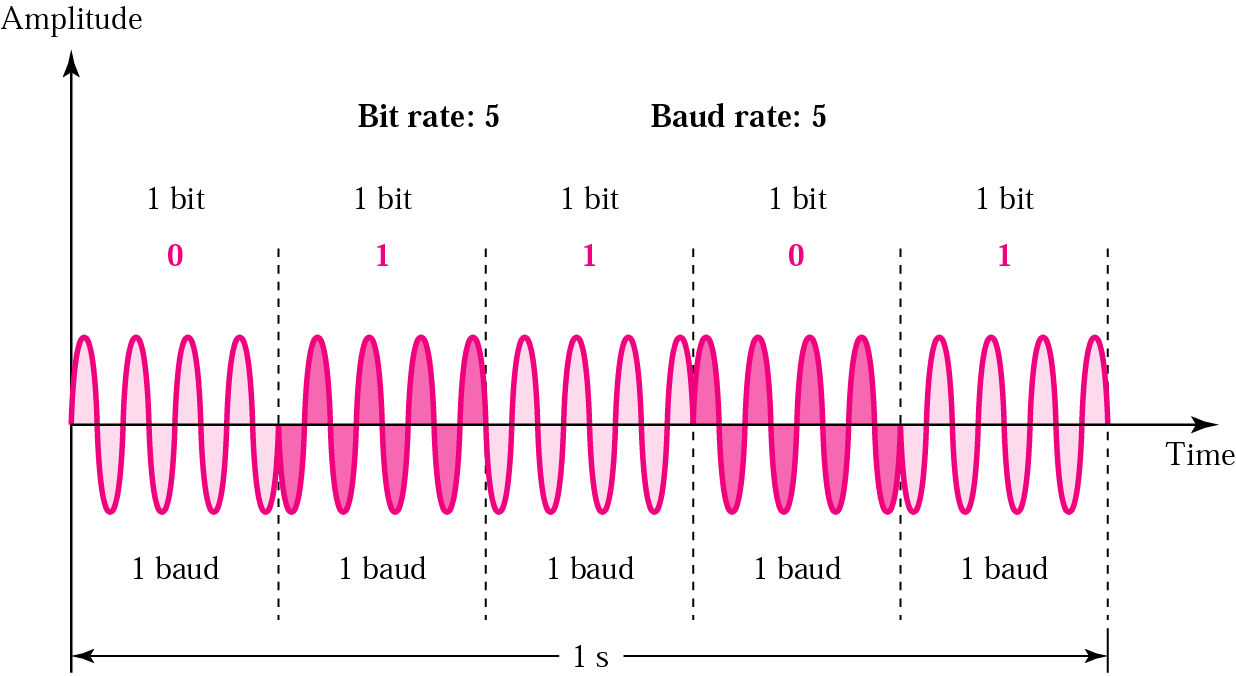 Amplitude
Bit rate: 5 Baud rate: 5
1 bit 1 bit 1 bit 1 bit 1 bit
0 1 1 0 1
Time
1 baud 1 baud 1 baud 1 baud 1 baud
1 s